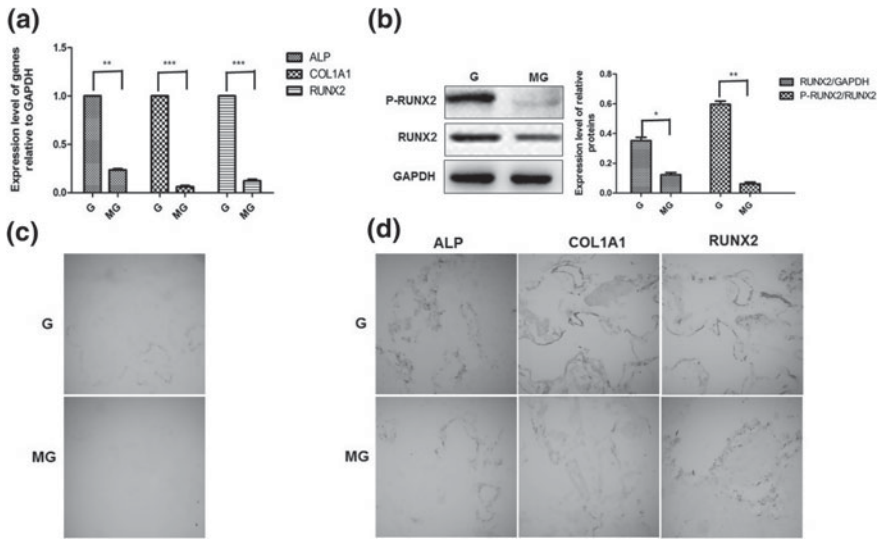 (a)
Expression level of genes
relative to GAPDH
1.5
1.0
0.5
0.0
** *** ***
G MG G MG G MG
ALP
COL1A1
RUNX2
(b)
G MG
P-RUNX2
RUNX2
GAPDH
Expression level of relative
proteins
0.8
0.6
0.4
0.2
0.0
* **
G MG G MG
RUNX2/GAPDH
P-RUNX2/RUNX2
(c)
G
MG
(d)
ALP COL1A1 RUNX2
G
MG